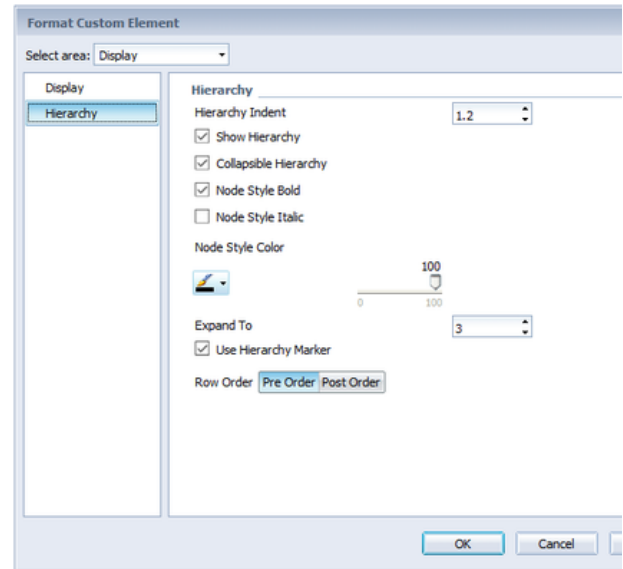 Format Custom Element
Select area: Display
Display
Hierarchy
Hierarchy
Hierarchy Indent 1.2
Show Hierarchy
Collapsible Hierarchy
Node Style Bold
Node Style Italic
Node Style Color
100
0 100
Expand To 3
Use Hierarchy Marker
Row Order Pre Order Post Order
OK Cancel